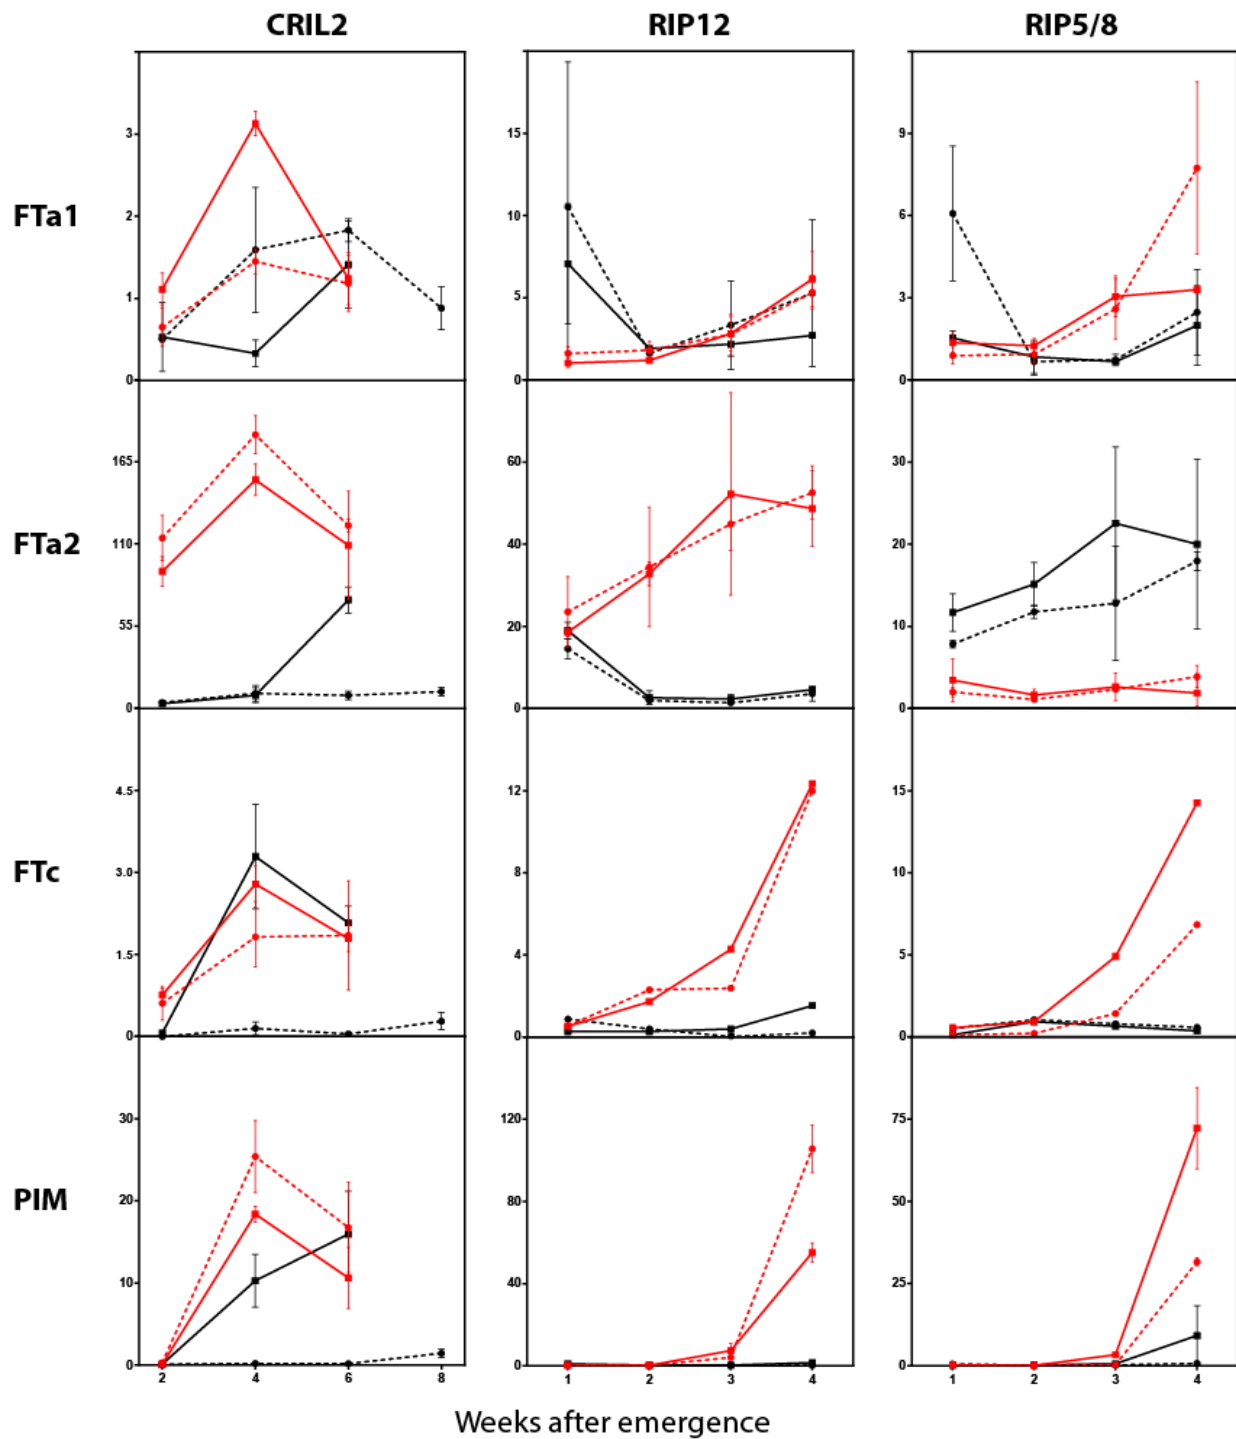 CRIL2 RIP12 RIP5/8
FTa1
3 2 1 0
15 10 5 0
9 6 3 0
FTa2
165 110 55 0
60 40 20 0
30 20 10 0
FTc
4.5 3.0 1.5 0
12 8 4 0
15 10 5 0
PIM
30 20 10 0
120 80 40 0
75 50 25 0
2 4 6 8 1 2 3 4 1 2 3 4
Weeks after emergence